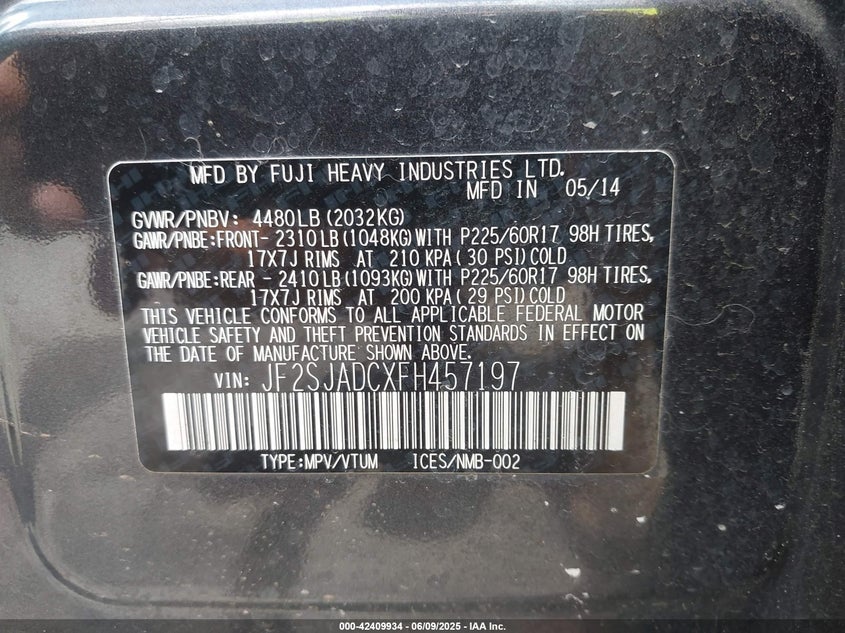 MFD BY FUJI HEAVY INDUSTRIES LTD.
MFD IN 05/14
GVWR/PNBV: 4480LB (2032KG)
GAWR/PNBE:FRONT- 2310LB (1048KG) WITH P225/60R17 98H TIRES,
17X7J RIMS AT 210 KPA ( 30 PSI) COLD
GAWR/PNBE:REAR - 2410LB (1093KG) WITH P225/60R17 98H TIRES,
17X7J RIMS AT 200 KPA ( 29 PSI) COLD
THIS VEHICLE CONFORMS TO ALL APPLICABLE FEDERAL MOTOR
VEHICLE SAFETY AND THEFT PREVENTION STANDARDS IN EFFECT ON
THE DATE OF MANUFACTURE SHOWN ABOVE.
VIN: JF2SJADCXFH457197
TYPE:MPV/VTUM ICES/NMB-002
000-42409934 - 06/09/2025 - IAA Inc.